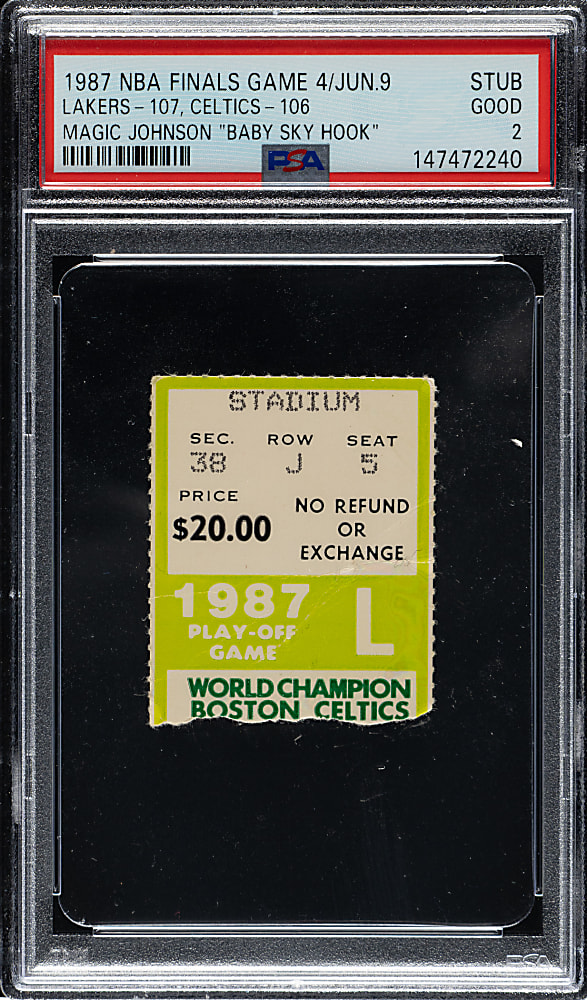 1987 NBA FINALS GAME 4/JUN.9 STUB
LAKERS-107, CELTICS-106 GOOD
MAGIC JOHNSON "BABY SKY HOOK" 2
PSA 147472240
STADIUM
SEC. ROW SEAT
38 J 5
PRICE
$20.00
NO REFUND
OR
EXCHANGE
1987
PLAY-OFF
GAME
L
WORLD CHAMPION
BOSTON CELTICS
PSA